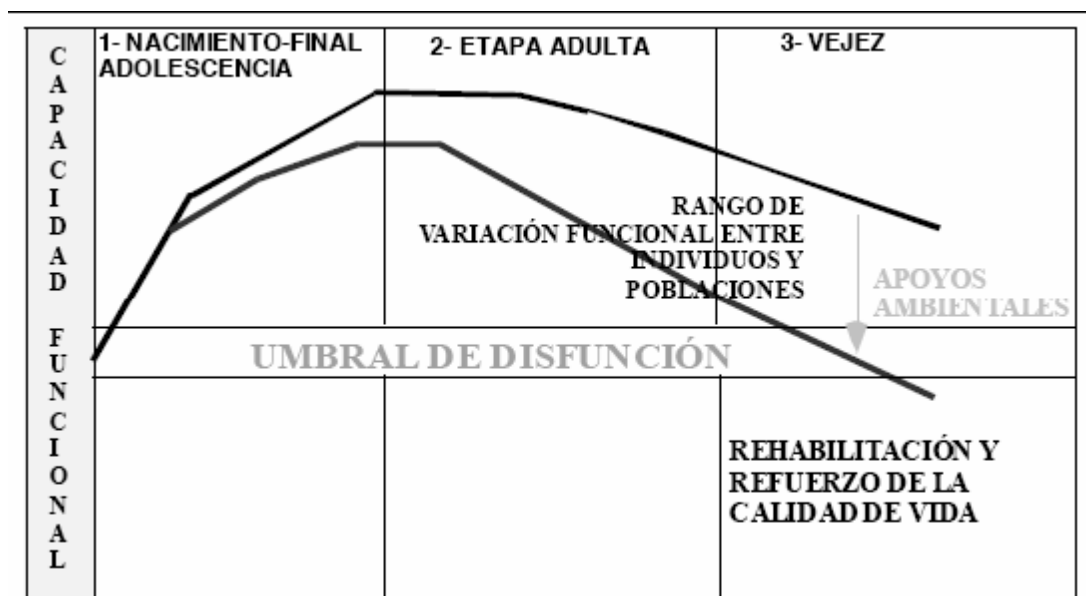 CAPACIDAD FUNCIONAL
1- NACIMIENTO-FINAL
ADOLESCENCIA
2- ETAPA ADULTA
3- VEJEZ
RANGO DE
VARIACIÓN FUNCIONAL ENTRE
INDIVIDUOS Y
POBLACIONES
APOYOS
AMBIENTALES
UMBRAL DE DISFUNCIÓN
REHABILITACIÓN Y
REFUERZO DE LA
CALIDAD DE VIDA